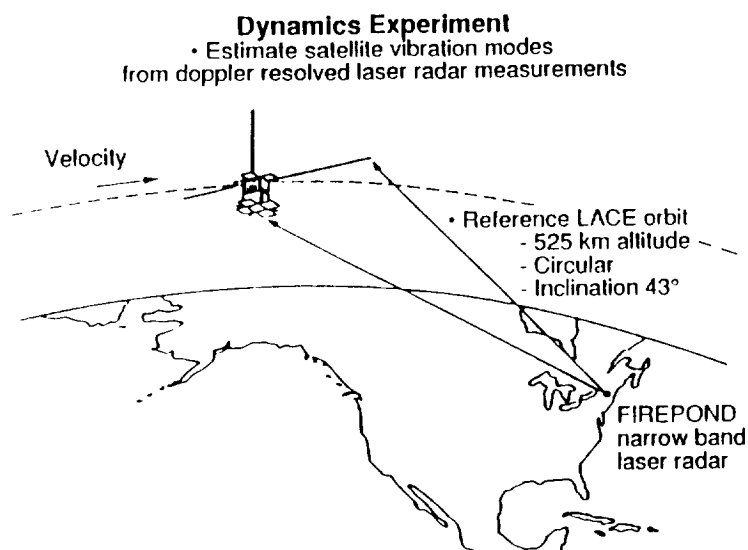 Dynamics Experiment
• Estimate satellite vibration modes
from doppler resolved laser radar measurements
Velocity
• Reference LACE orbit
- 525 km altitude
- Circular
- Inclination 43°
FIREPOND
narrow band
laser radar